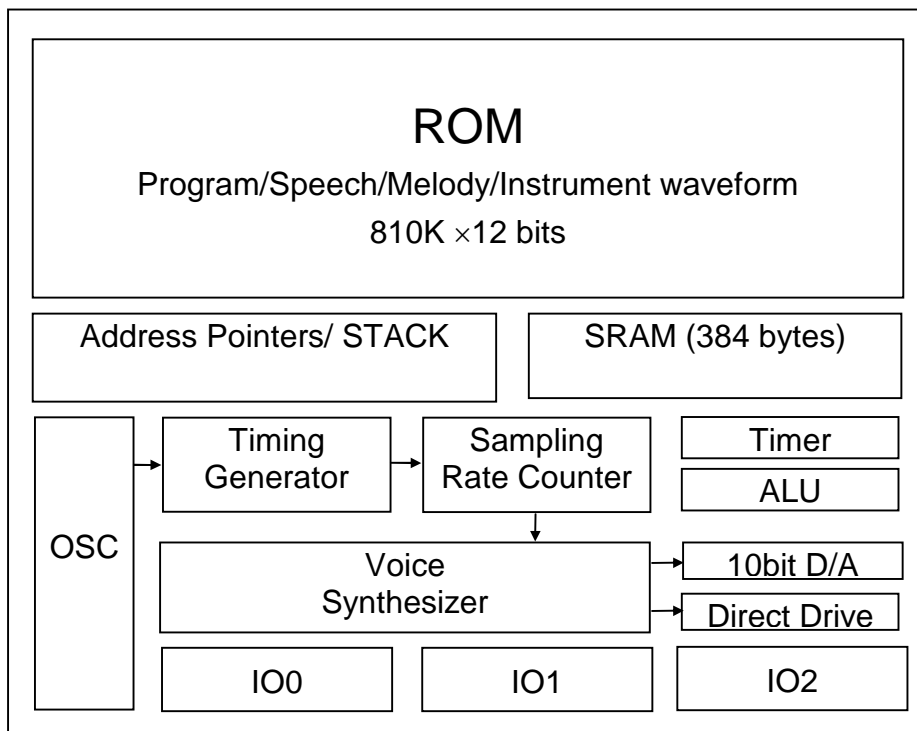 ROM
Program/Speech/Melody/Instrument waveform
810K ×12 bits
Address Pointers/ STACK
SRAM (384 bytes)
OSC
Timing
Generator
Sampling
Rate Counter
Timer
ALU
Voice
Synthesizer
10bit D/A
Direct Drive
IO0
IO1
IO2